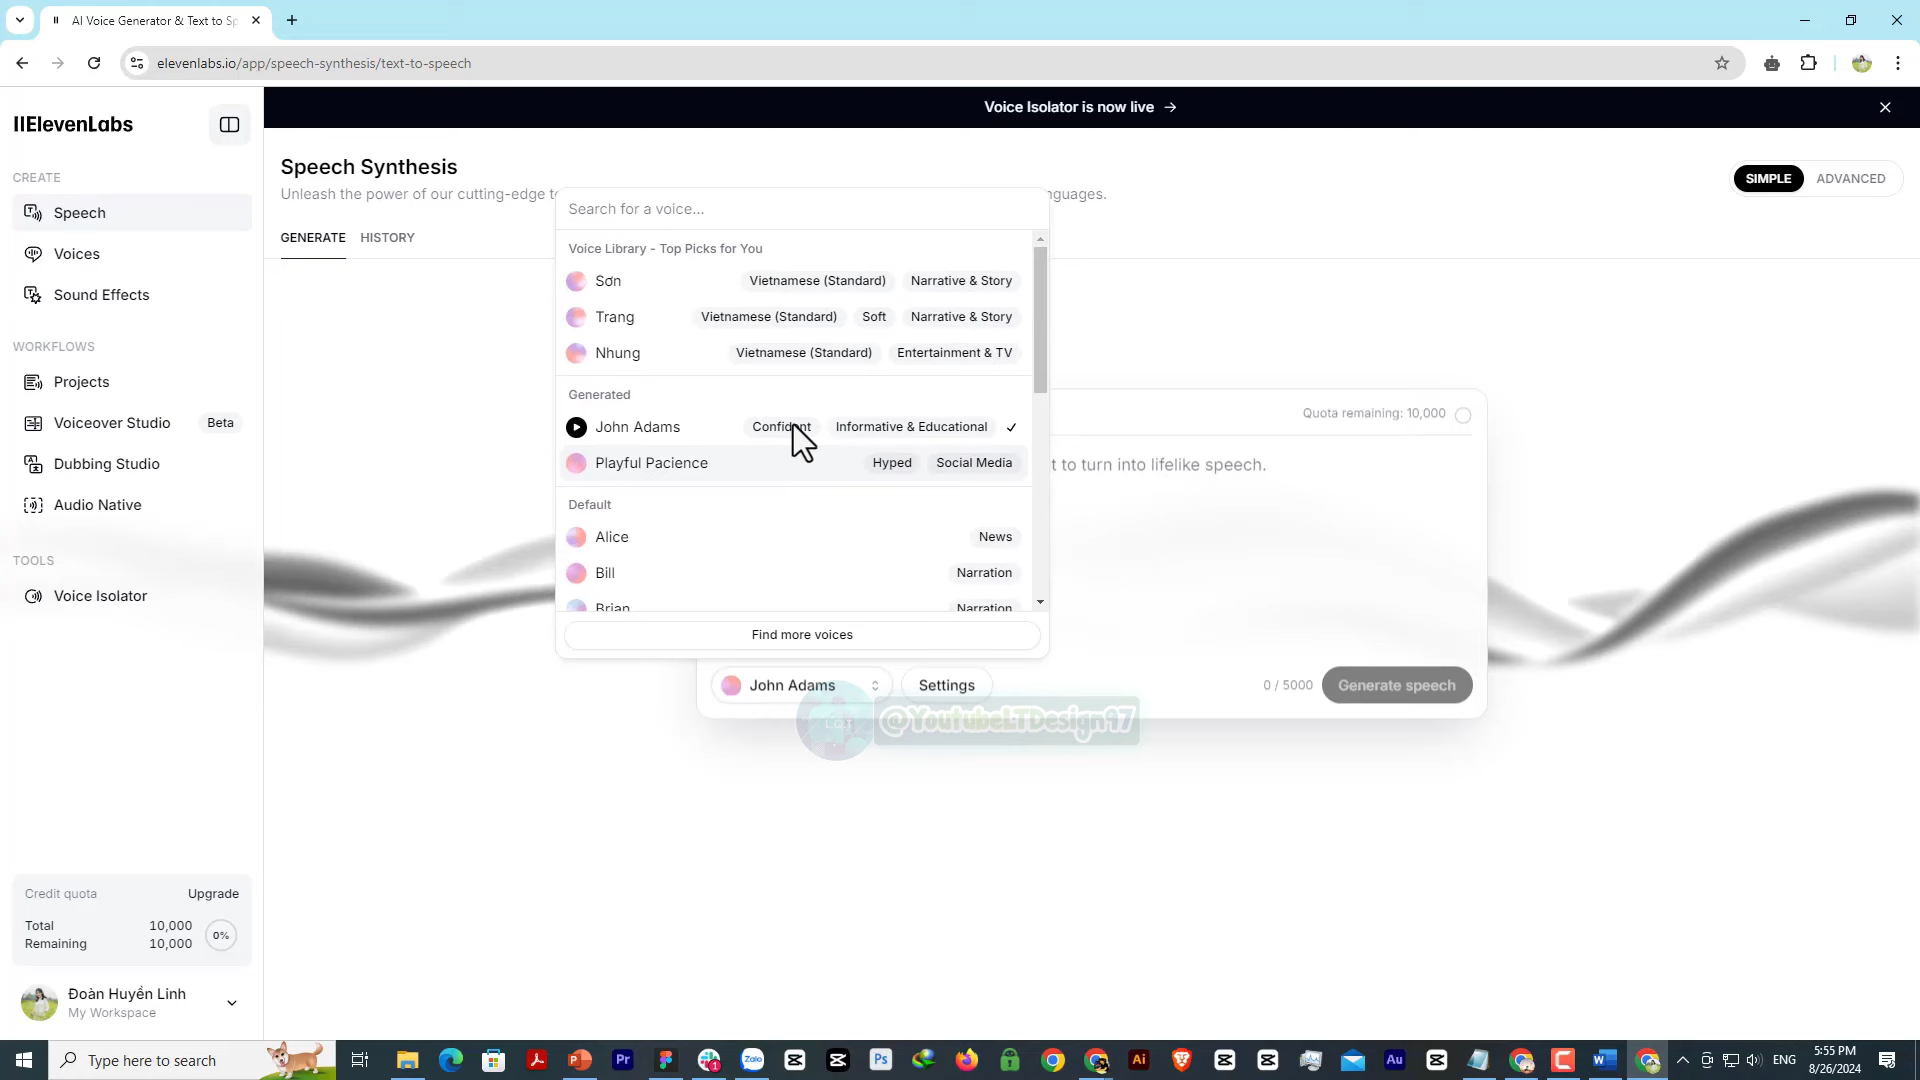 AI Voice Generator & Text to Sp
elevenlabs.io/app/speech-synthesis/text-to-speech
IIElevenLabs
Voice Isolator is now live →
CREATE
Speech
Voices
Sound Effects
WORKFLOWS
Projects
Voiceover Studio Beta
Dubbing Studio
Audio Native
TOOLS
Voice Isolator
Credit quota Upgrade
Total 10,000
Remaining 10,000
0%
Đoàn Huyền Linh
My Workspace
Speech Synthesis
Unleash the power of our cutting-edge te
nguages.
SIMPLE ADVANCED
GENERATE HISTORY
Search for a voice...
Voice Library - Top Picks for You
Sơn Vietnamese (Standard) Narrative & Story
Trang Vietnamese (Standard) Soft Narrative & Story
Nhung Vietnamese (Standard) Entertainment & TV
Generated
John Adams Confident Informative & Educational
Playful Pacience Hyped Social Media
Default
Alice News
Bill Narration
Brian Narration
Find more voices
Quota remaining: 10,000
t to turn into lifelike speech.
John Adams Settings 0 / 5000 Generate speech
@YoutubeLTDesign97
Type here to search
ENG
5:55 PM
8/26/2024